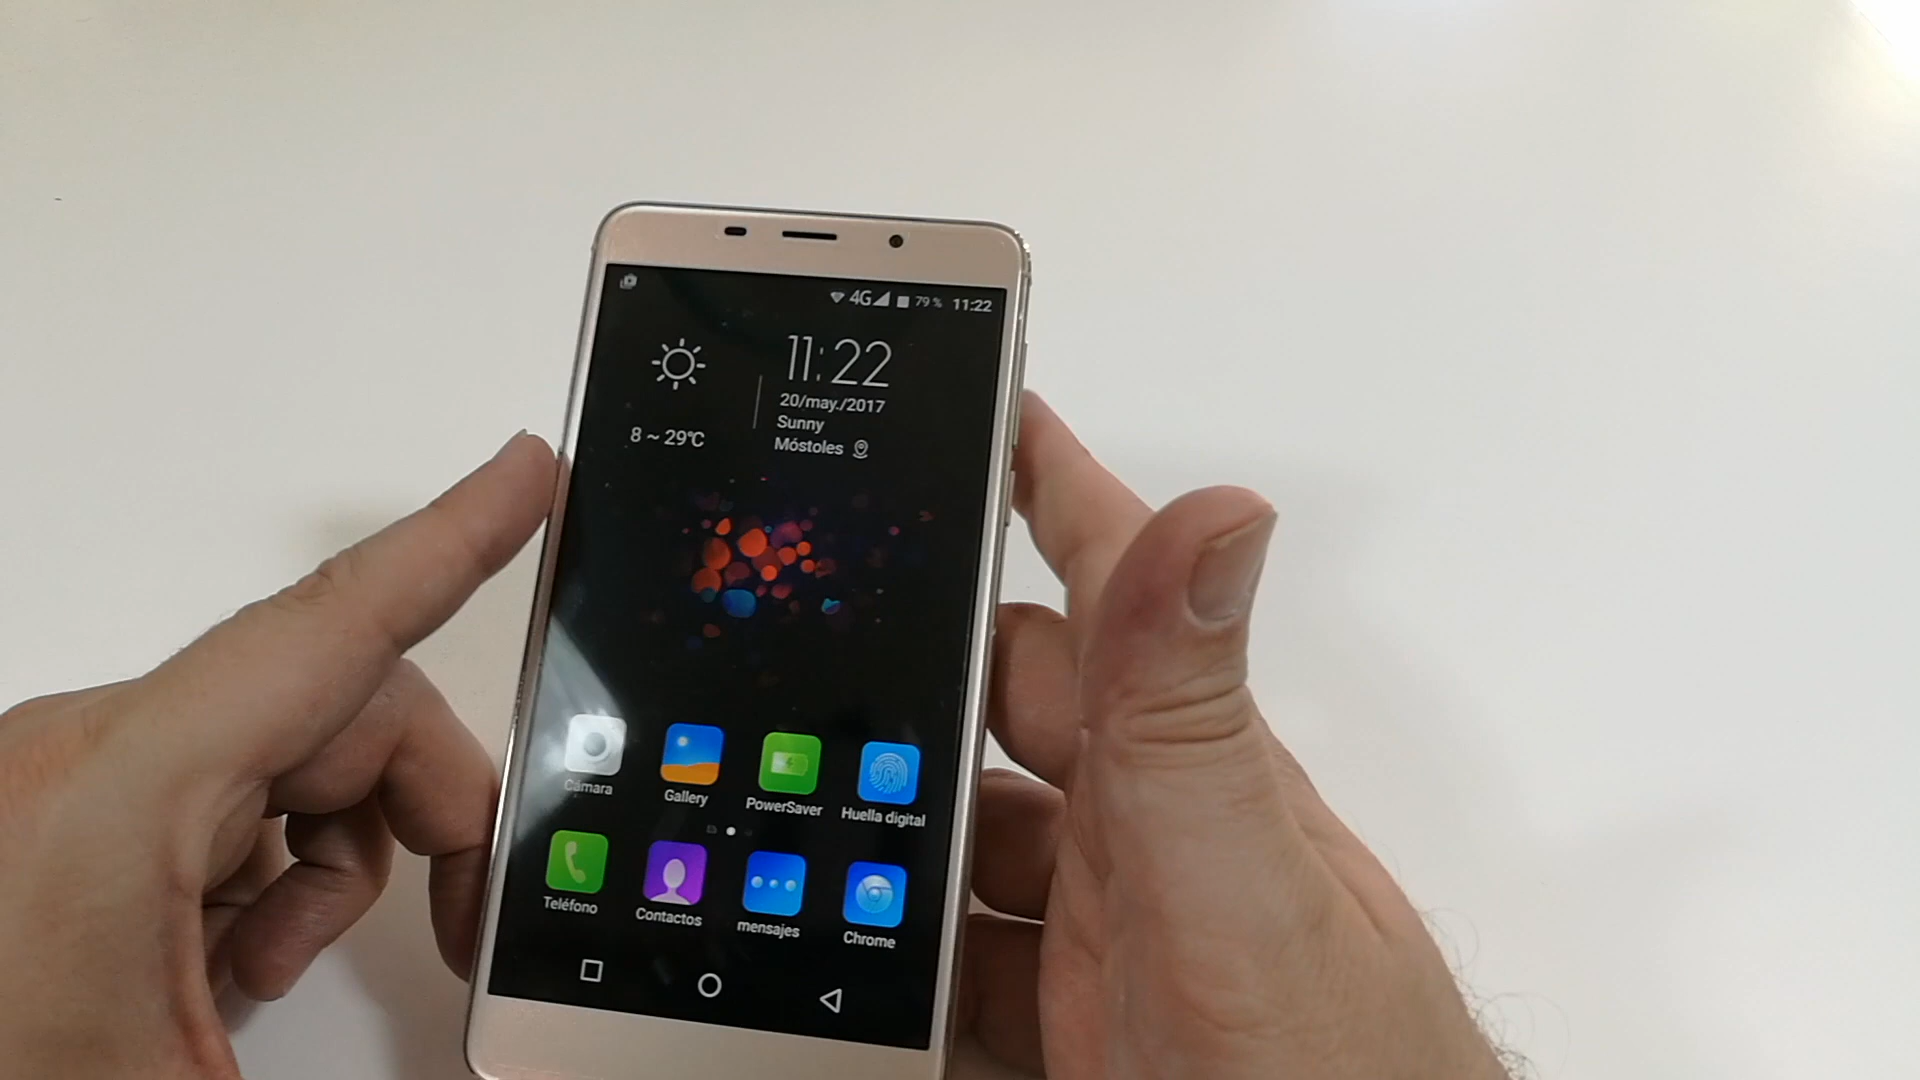 4G 79 % 11:22
11:22
20/may./2017
Sunny
8 ~ 29°C
Móstoles
Cámara Gallery PowerSaver Huella digital
Teléfono Contactos mensajes Chrome